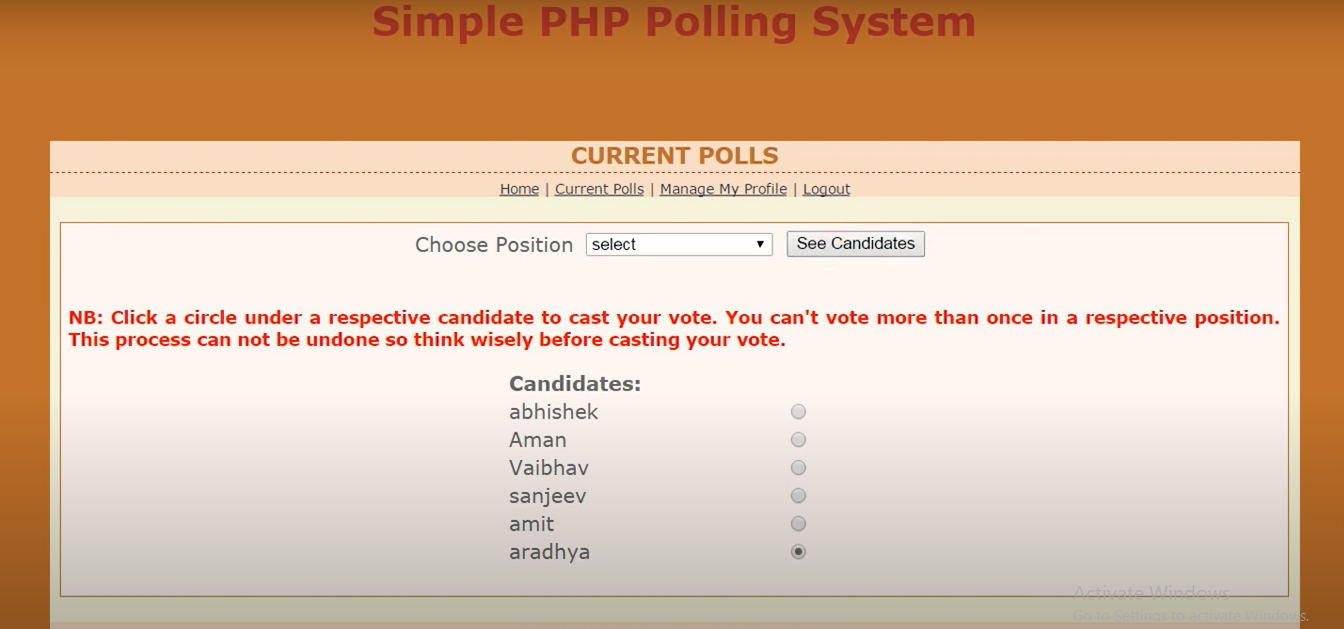 Simple PHP Polling System
CURRENT POLLS
Home | Current Polls | Manage My Profile | Logout
Choose Position select See Candidates
NB: Click a circle under a respective candidate to cast your vote. You can't vote more than once in a respective position.
This process can not be undone so think wisely before casting your vote.
Candidates:
abhishek
Aman
Vaibhav
sanjeev
amit
aradhya
Activate Windows
Go to Settings to activate Windows.